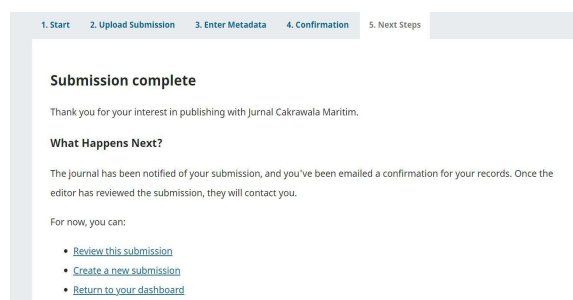 1. Start 2. Upload Submission 3. Enter Metadata 4. Confirmation 5. Next Steps
Submission complete
Thank you for your interest in publishing with Jurnal Cakrawala Maritim.
What Happens Next?
The journal has been notified of your submission, and you've been emailed a confirmation for your records. Once the
editor has reviewed the submission, they will contact you.
For now, you can:
• Review this submission
• Create a new submission
• Return to your dashboard